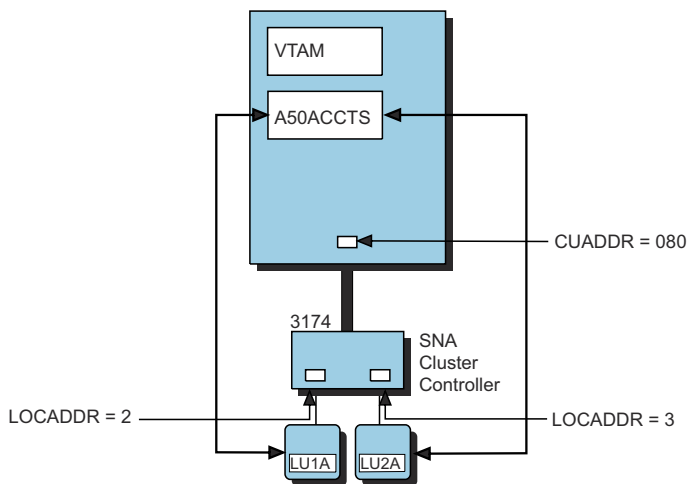 VTAM
A50ACCTS
CUADDR = 080
3174
SNA
Cluster
Controller
LOCADDR = 2
LOCADDR = 3
LU1A
LU2A